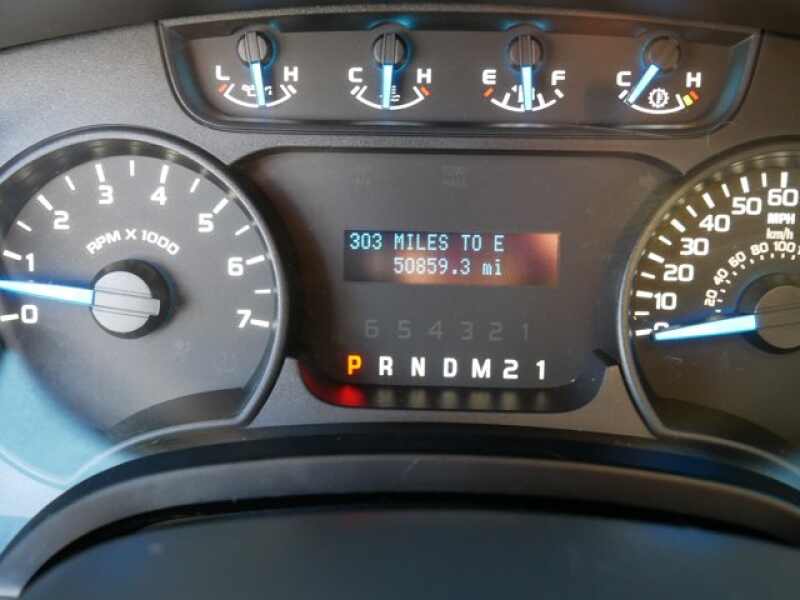 L H C H E F C H
0 1 2 3 4 5 6 7
RPM X 1000
303 MILES TO E
50859.3 mi
6 5 4 3 2 1
P R N D M 2 1
0 10 20 30 40 50 60
MPH
km/h
20 40 60 80 100